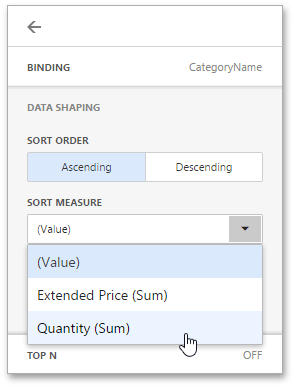 BINDING CategoryName
DATA SHAPING
SORT ORDER
Ascending Descending
SORT MEASURE
(Value)
(Value)
Extended Price (Sum)
Quantity (Sum)
TOP N OFF